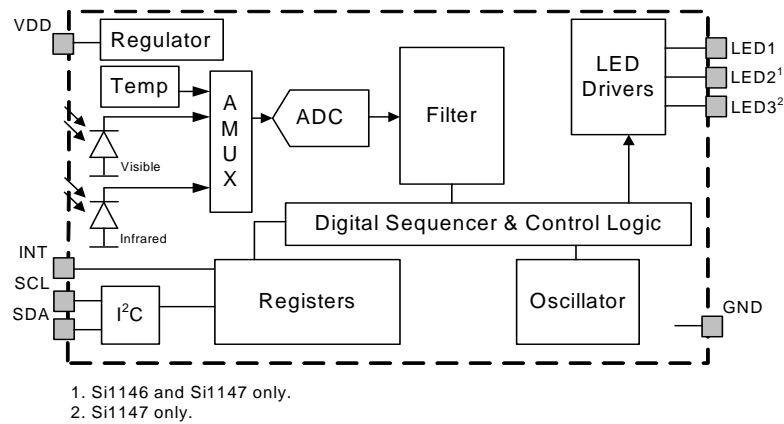 VDD
Regulator
Temp
Visible
Infrared
A
M
U
X
ADC
Filter
LED
Drivers
LED1
LED2¹
LED3²
Digital Sequencer & Control Logic
INT
SCL
SDA
I²C
Registers
Oscillator
GND
1. Si1146 and Si1147 only.
2. Si1147 only.